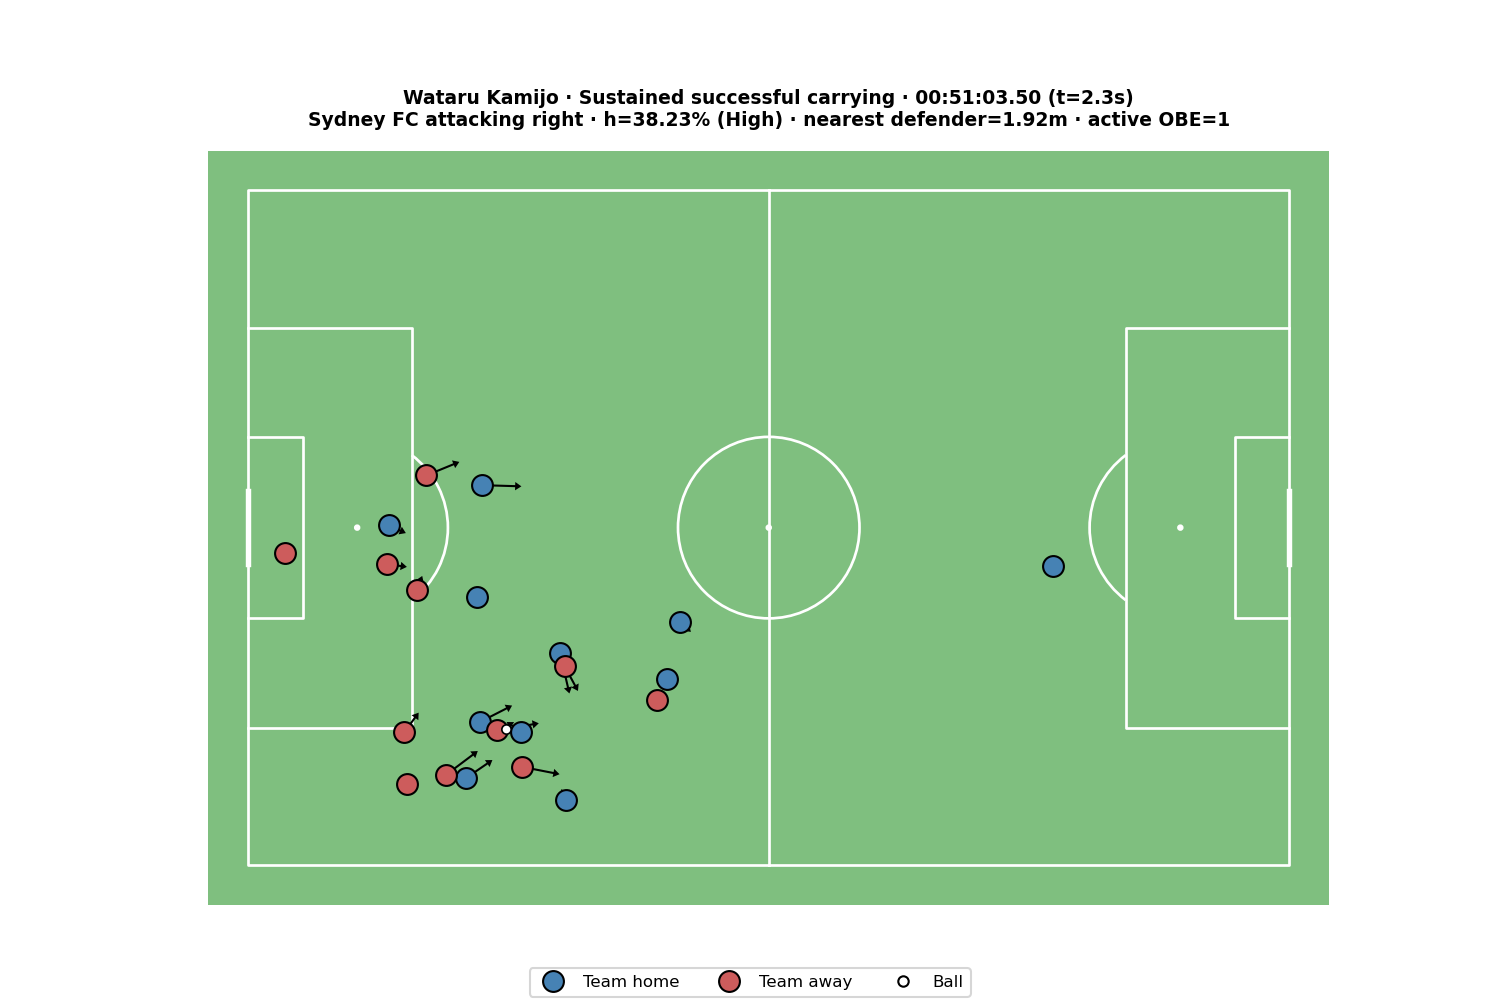 Wataru Kamijo · Sustained successful carrying · 00:51:03.50 (t=2.3s)
Sydney FC attacking right · h=38.23% (High) · nearest defender=1.92m · active OBE=1
Team home
Team away
Ball